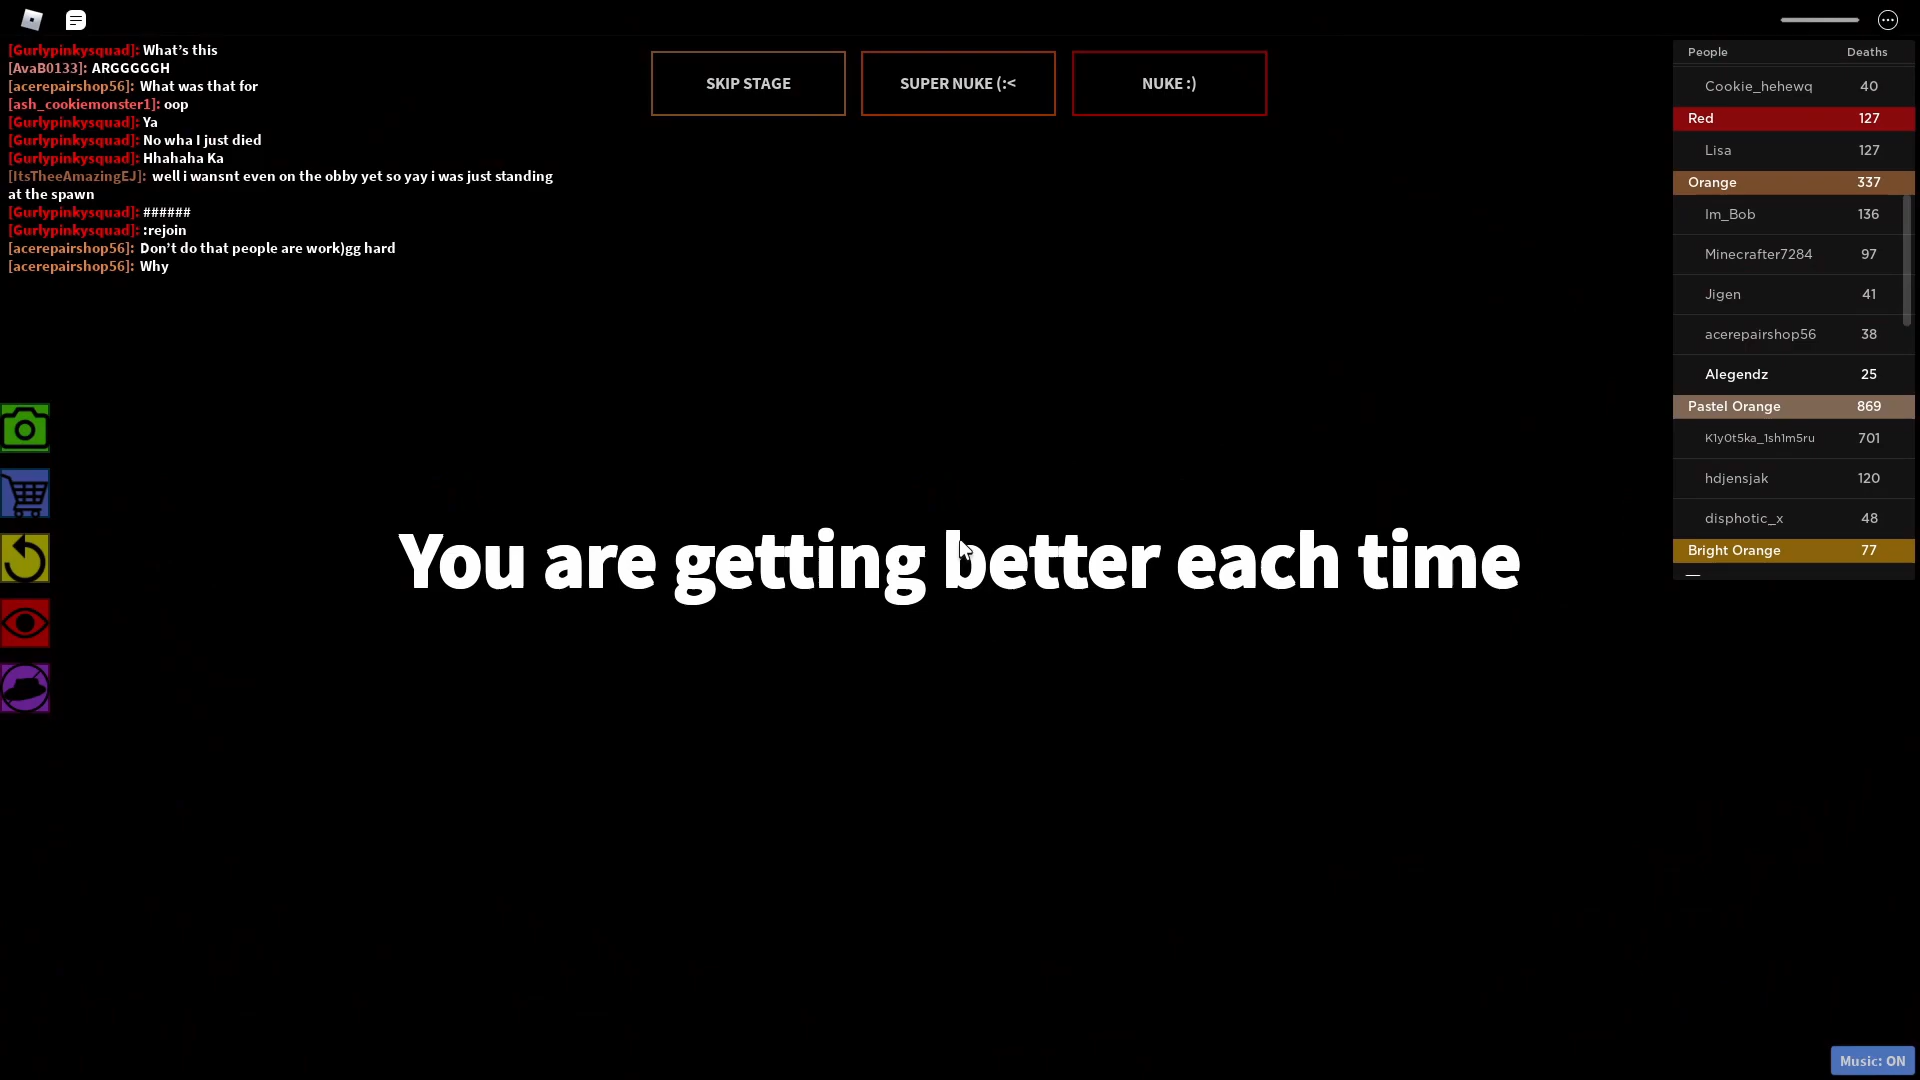 [Gurlypinkysquad]: What's this
[AvaB0133]: ARGGGGGH
[acerepairshop56]: What was that for
[ash_cookiemonster1]: oop
[Gurlypinkysquad]: Ya
[Gurlypinkysquad]: No wha I just died
[Gurlypinkysquad]: Hhahaha Ka
[ItsTheeAmazingEJ]: well i wansnt even on the obby yet so yay i was just standing
at the spawn
[Gurlypinkysquad]: ######
[Gurlypinkysquad]: :rejoin
[acerepairshop56]: Don't do that people are work)gg hard
[acerepairshop56]: Why
SKIP STAGE
SUPER NUKE (:<
NUKE :)
People Deaths
Cookie_hehewq 40
Red 127
Lisa 127
Orange 337
Im_Bob 136
Minecrafter7284 97
Jigen 41
acerepairshop56 38
Alegendz 25
Pastel Orange 869
K1y0t5ka_1sh1m5ru 701
hdjensjak 120
disphotic_x 48
Bright Orange 77
You are getting better each time
Music: ON